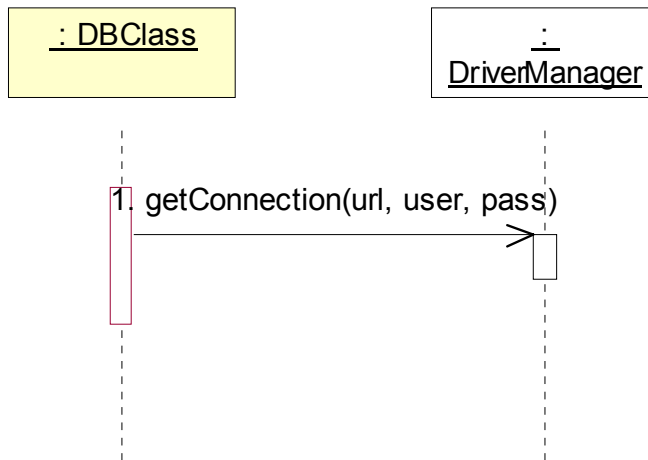 : DBClass
:
DriverManager
1. getConnection(url, user, pass)